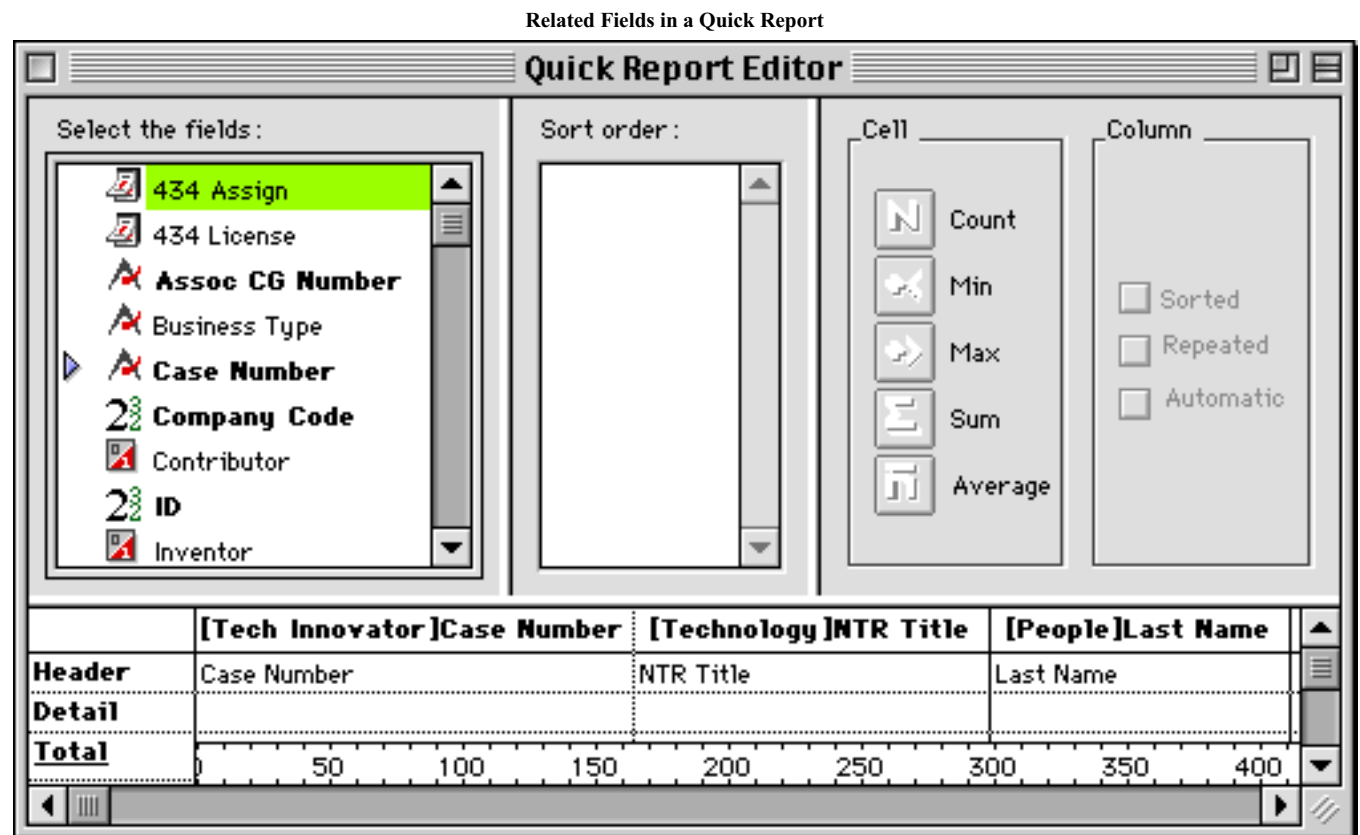 Related Fields in a Quick Report
Quick Report Editor
Select the fields:
434 Assign
434 License
Assoc CG Number
Business Type
Case Number
Company Code
Contributor
ID
Inventor
Sort order:
Cell
Count
Min
Max
Sum
Average
Column
Sorted
Repeated
Automatic
[Tech Innovator]Case Number [Technology]NTR Title [People]Last Name
Header Case Number NTR Title Last Name
Detail
Total
0 50 100 150 200 250 300 350 400